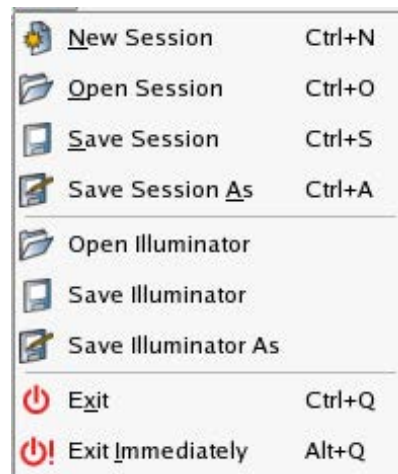 New Session Ctrl+N
Open Session Ctrl+O
Save Session Ctrl+S
Save Session As Ctrl+A
Open Illuminator
Save Illuminator
Save Illuminator As
Exit Ctrl+Q
Exit Immediately Alt+Q